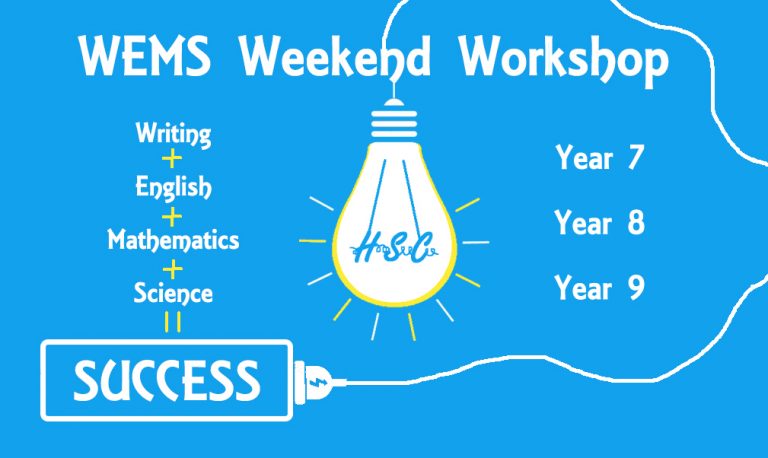 WEMS Weekend Workshop
Writing
+
English
+
Mathematics
+
Science
=
SUCCESS
HSC
Year 7
Year 8
Year 9